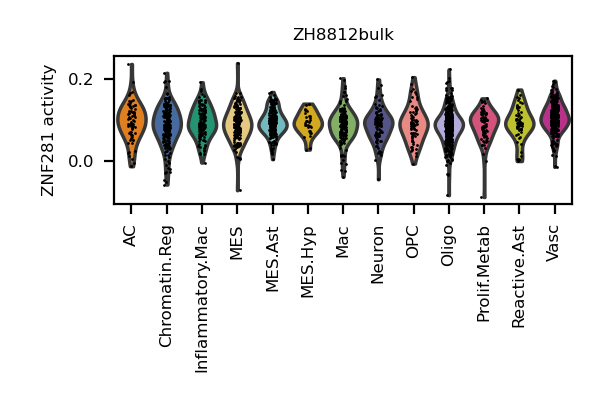 ZH8812bulk
ZNF281 activity
0.2
0.0
AC
Chromatin.Reg
Inflammatory.Mac
MES
MES.Ast
MES.Hyp
Mac
Neuron
OPC
Oligo
Prolif.Metab
Reactive.Ast
Vasc